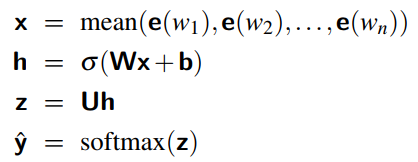 x = mean(e(w₁),e(w₂),...,e(wₙ))
h = σ(Wx+b)
z = Uh
ŷ = softmax(z)